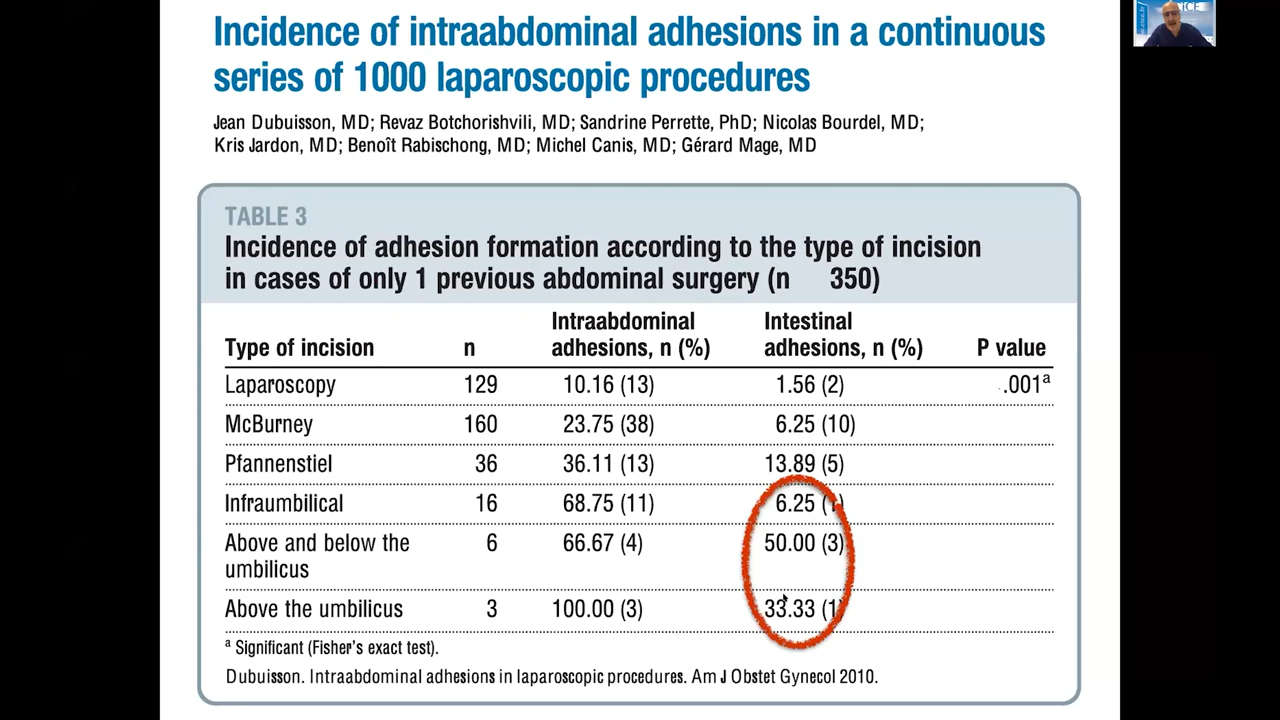 Incidence of intraabdominal adhesions in a continuous
series of 1000 laparoscopic procedures
Jean Dubuisson, MD; Revaz Botchorishvili, MD; Sandrine Perrette, PhD; Nicolas Bourdel, MD;
Kris Jardon, MD; Benoît Rabischong, MD; Michel Canis, MD; Gérard Mage, MD
TABLE 3
Incidence of adhesion formation according to the type of incision
in cases of only 1 previous abdominal surgery (n 350)
Intraabdominal Intestinal
Type of incision n adhesions, n (%) adhesions, n (%) P value
Laparoscopy 129 10.16 (13) 1.56 (2) .001a
McBurney 160 23.75 (38) 6.25 (10)
Pfannenstiel 36 36.11 (13) 13.89 (5)
Infraumbilical 16 68.75 (11) 6.25 (1)
Above and below the 6 66.67 (4) 50.00 (3)
umbilicus
Above the umbilicus 3 100.00 (3) 33.33 (1)
a Significant (Fisher's exact test).
Dubuisson. Intraabdominal adhesions in laparoscopic procedures. Am J Obstet Gynecol 2010.